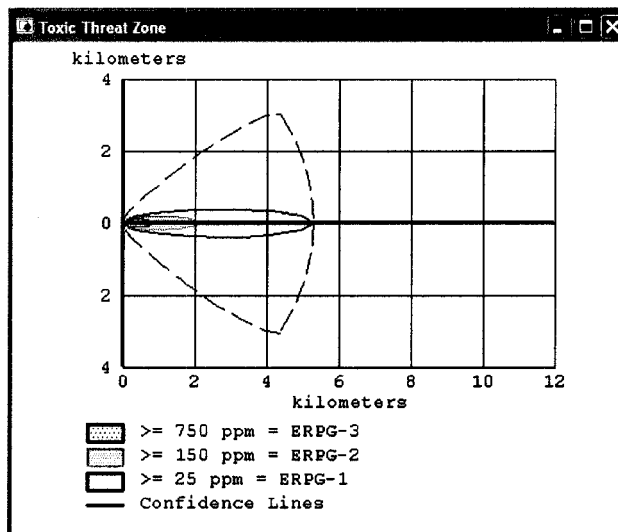 Toxic Threat Zone
kilometers
4
2
0
2
4
0 2 4 6 8 10 12
kilometers
>= 750 ppm = ERPG-3
>= 150 ppm = ERPG-2
>= 25 ppm = ERPG-1
Confidence Lines